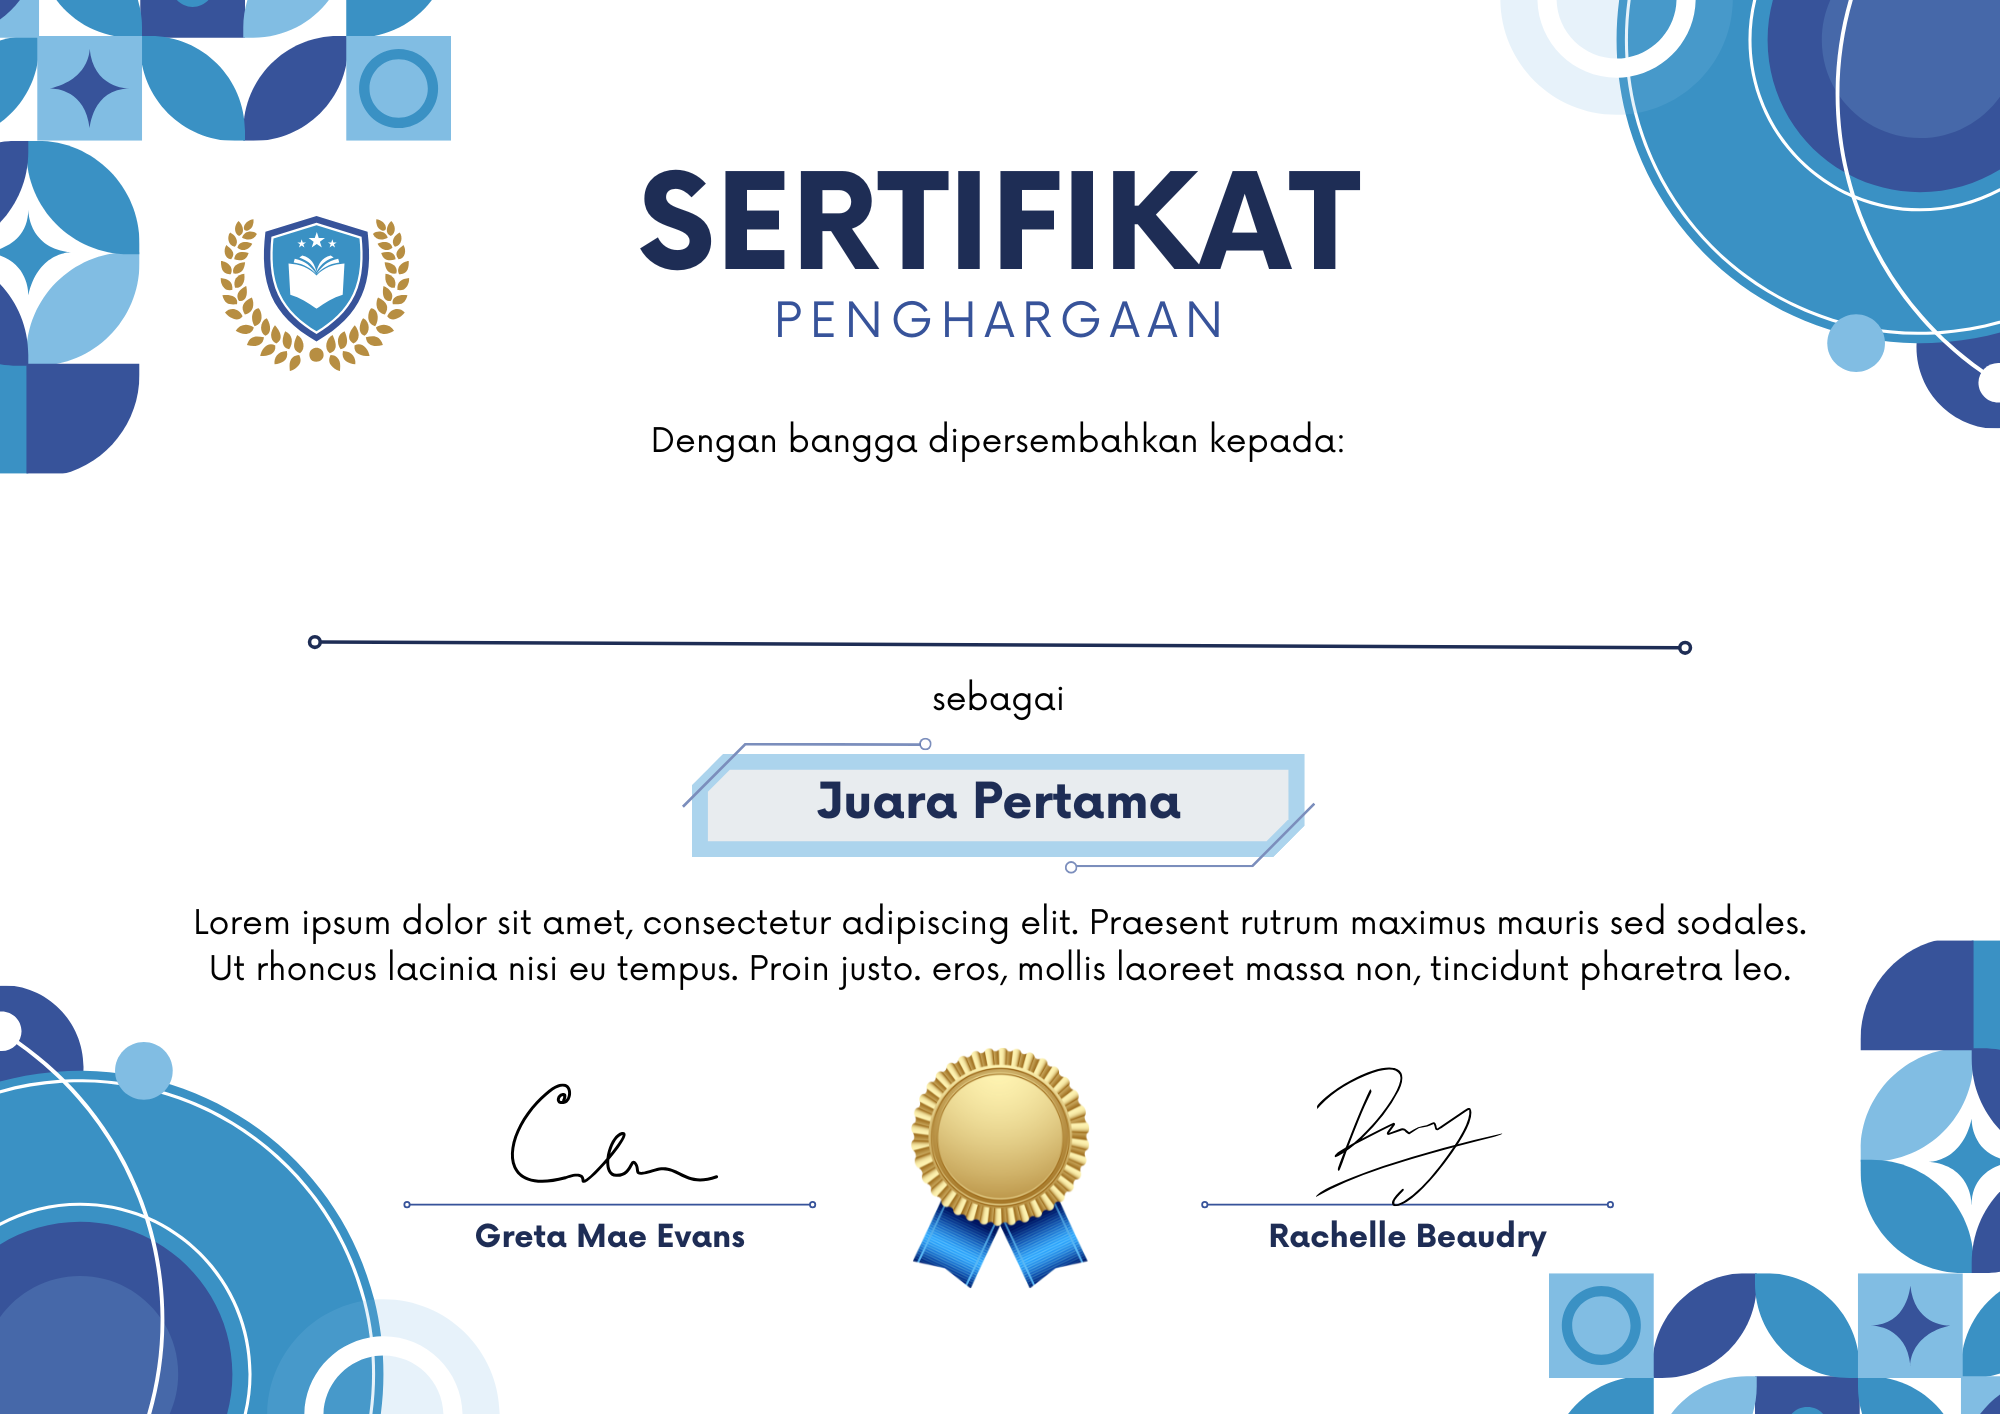 SERTIFIKAT
PENGHARGAAN
Dengan bangga dipersembahkan kepada:
sebagai
Juara Pertama
Lorem ipsum dolor sit amet, consectetur adipiscing elit. Praesent rutrum maximus mauris sed sodales.
Ut rhoncus lacinia nisi eu tempus. Proin justo. eros, mollis laoreet massa non, tincidunt pharetra leo.
Greta Mae Evans
Rachelle Beaudry